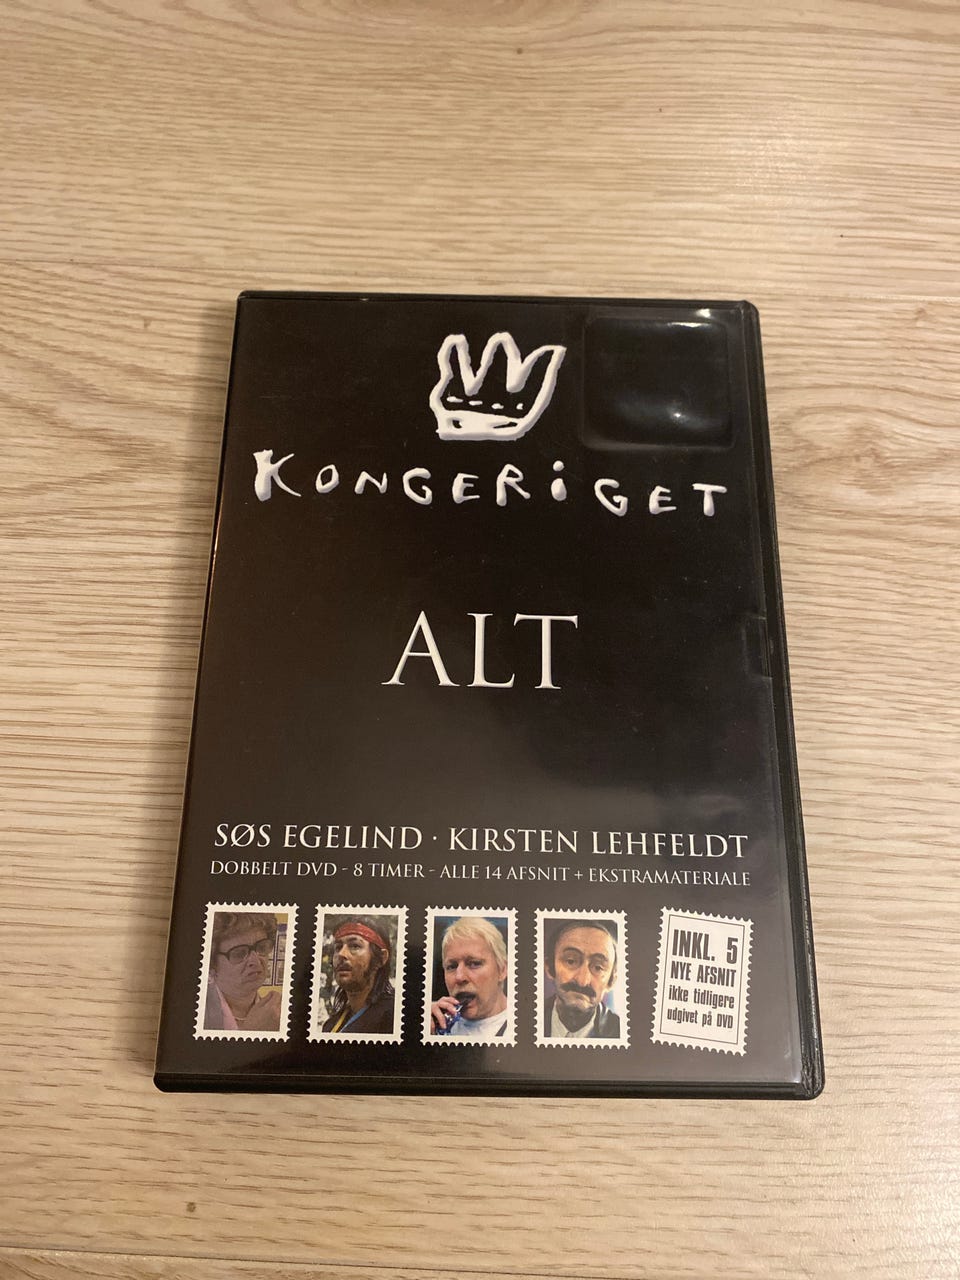 KONGERiGET
ALT
SØS EGELIND · KIRSTEN LEHFELDT
DOBBELT DVD - 8 TIMER - ALLE 14 AFSNIT + EKSTRAMATERIALE
INKL. 5
NYE AFSNIT
ikke tidligere
udgivet på DVD